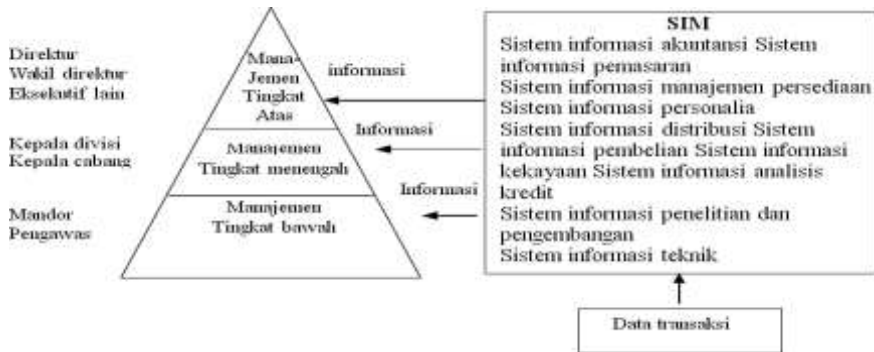 Direktur
Wakil direktur
Eksekutif lain
Kepala divisi
Kepala cabang
Mandor
Pengawas
Mana-
Jemen
Tingkat
Atas
Manajemen
Tingkat menengah
Manajemen
Tingkat bawah
informasi
Informasi
Informasi
SIM
Sistem informasi akuntansi Sistem
informasi pemasaran
Sistem informasi manajemen persediaan
Sistem informasi personalia
Sistem informasi distribusi Sistem
informasi pembelian Sistem informasi
kekayaan Sistem informasi analisis
kredit
Sistem informasi penelitian dan
pengembangan
Sistem informasi teknik
Data transaksi